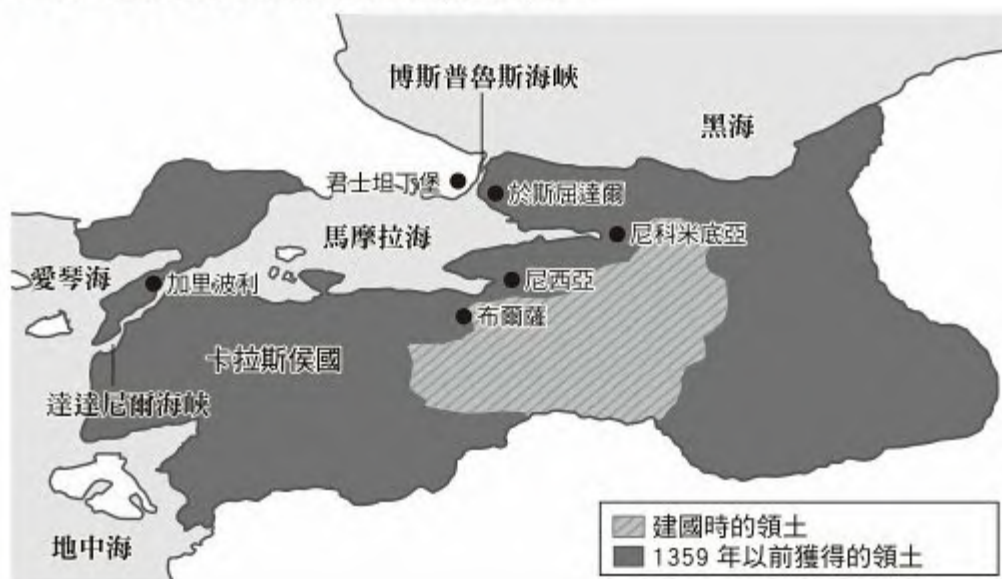 博斯普魯斯海峽
黑海
君士坦丁堡
於斯屈達爾
馬摩拉海
尼科米底亞
愛琴海
加里波利
尼西亞
布爾薩
卡拉斯侯國
達達尼爾海峽
地中海
建國時的領土
1359 年以前獲得的領土